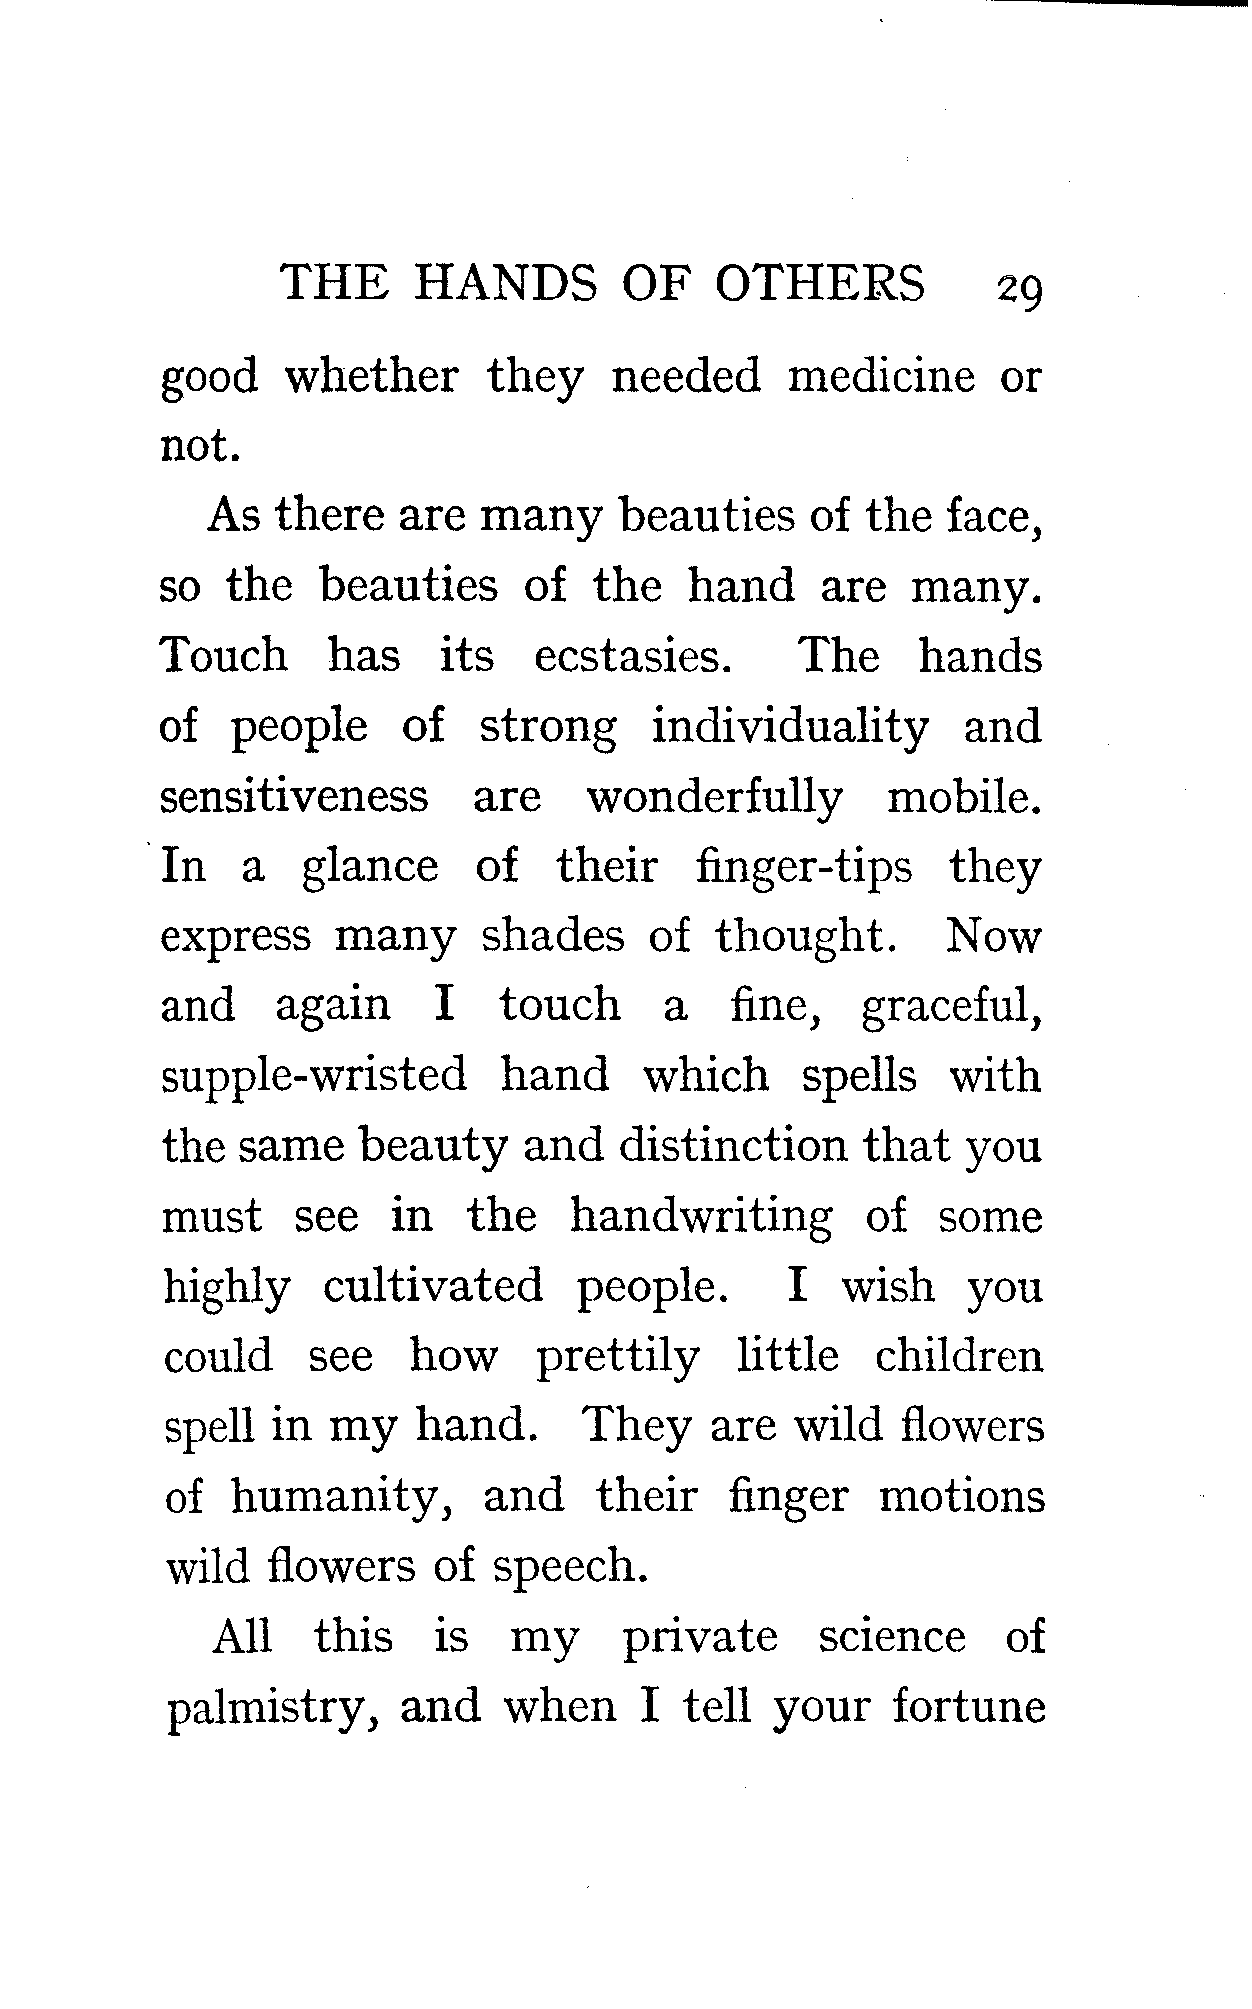 THE HANDS OF OTHERS 29
good whether they needed medicine or
not.
As there are many beauties of the face,
so the beauties of the hand are many.
Touch has its ecstasies. The hands
of people of strong individuality and
sensitiveness are wonderfully mobile.
In a glance of their finger-tips they
express many shades of thought. Now
and again I touch a fine, graceful,
supple-wristed hand which spells with
the same beauty and distinction that you
must see in the handwriting of some
highly cultivated people. I wish you
could see how prettily little children
spell in my hand. They are wild flowers
of humanity, and their finger motions
wild flowers of speech.
All this is my private science of
palmistry, and when I tell your fortune